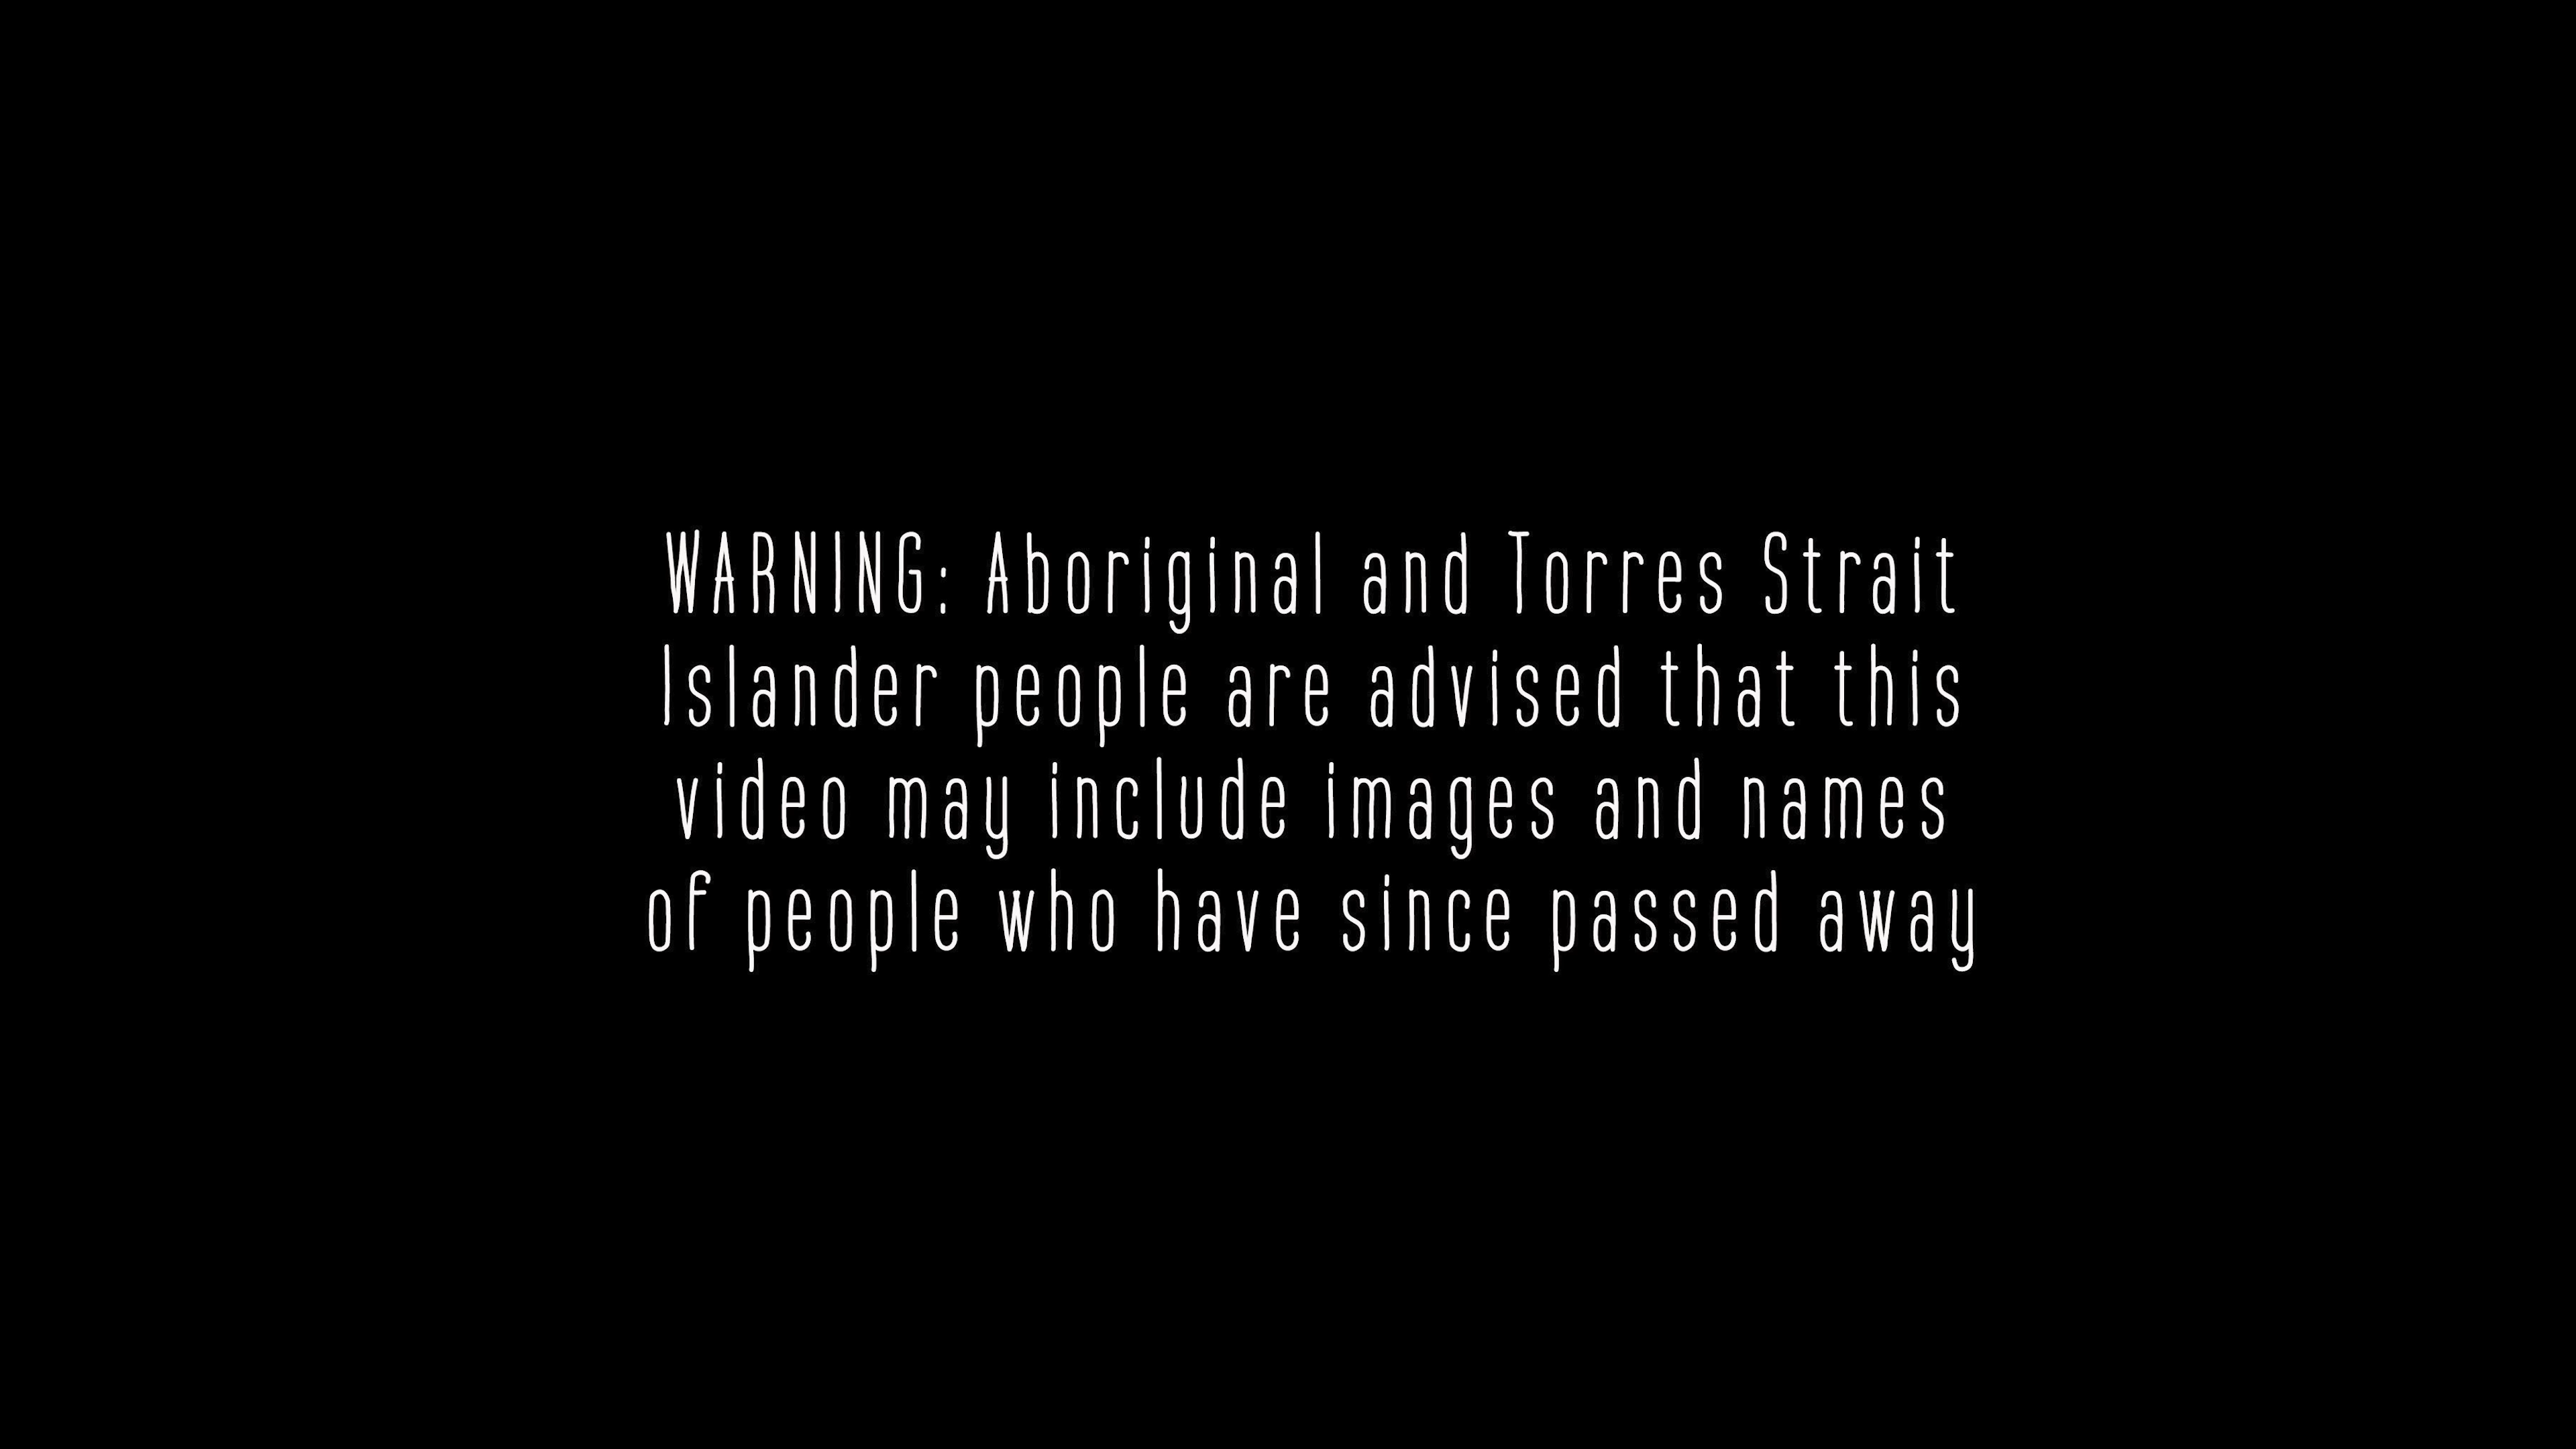 WARNING: Aboriginal and Torres Strait
Islander people are advised that this
video may include images and names
of people who have since passed away